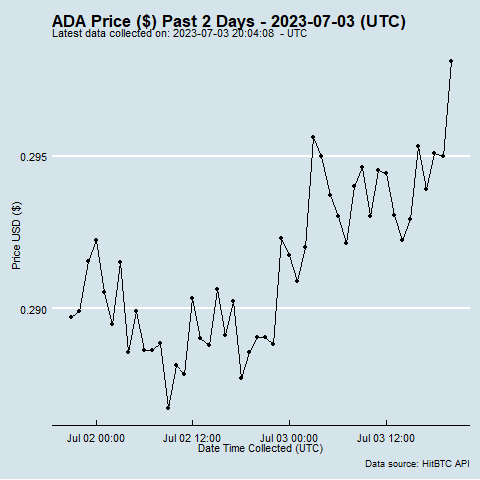 ADA Price ($) Past 2 Days - 2023-07-03 (UTC)
Latest data collected on: 2023-07-03 20:04:08  - UTC
0.295
Price USD ($)
0.290
Jul 02 00:00
Jul 02 12:00
Jul 03 00:00
Jul 03 12:00
Date Time Collected (UTC)
Data source: HitBTC API